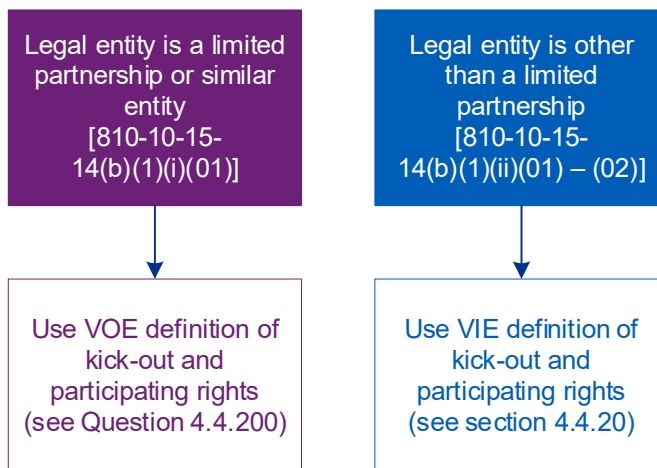 Legal entity is a limited
partnership or similar
entity
[810-10-15-
14(b)(1)(i)(01)]
Use VOE definition of
kick-out and
participating rights
(see Question 4.4.200)
Legal entity is other
than a limited
partnership
[810-10-15-
14(b)(1)(ii)(01) – (02)]
Use VIE definition of
kick-out and
participating rights
(see section 4.4.20)